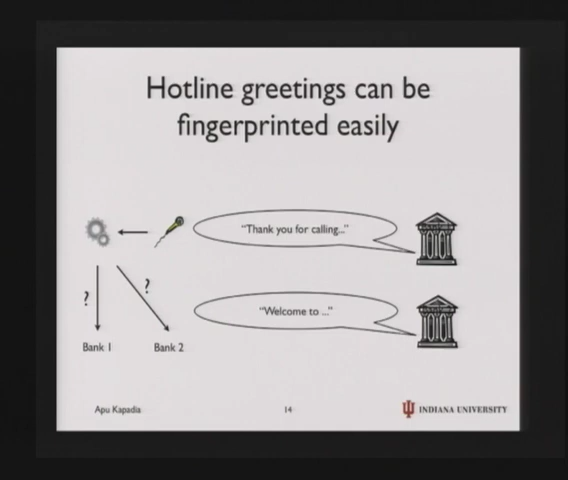 Hotline greetings can be
fingerprinted easily
"Thank you for calling..."
?
?
"Welcome to ..."
Bank 1
Bank 2
Apu Kapadia
14
INDIANA UNIVERSITY